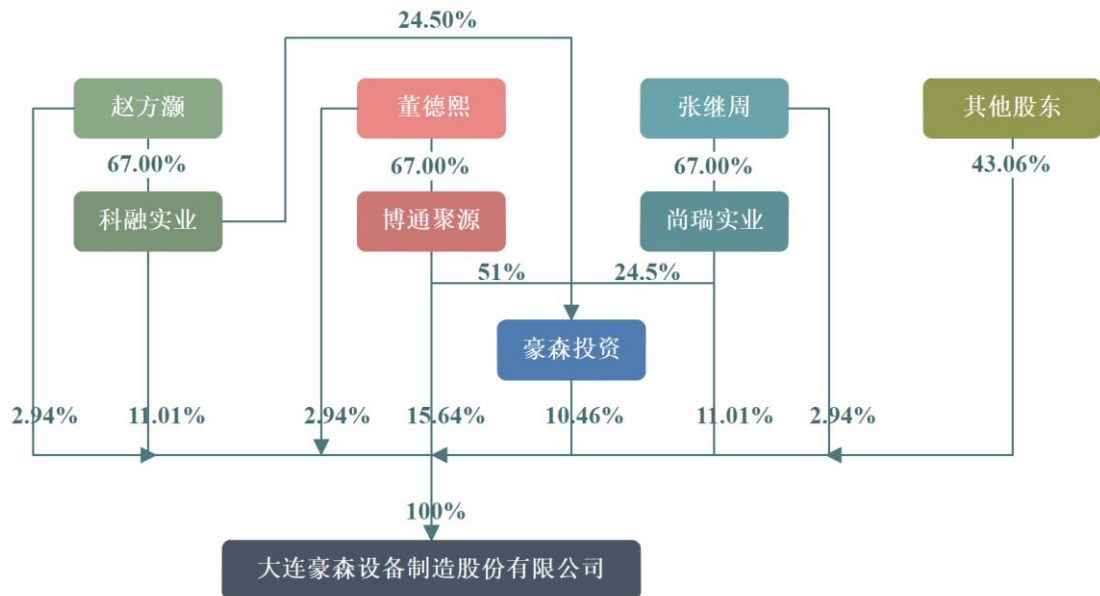 24.50%
赵方灏
董德熙
张继周
其他股东
67.00%
67.00%
67.00%
43.06%
科融实业
博通聚源
尚瑞实业
51%
24.5%
豪森投资
2.94%
11.01%
2.94%
15.64%
10.46%
11.01%
2.94%
100%
大连豪森设备制造股份有限公司